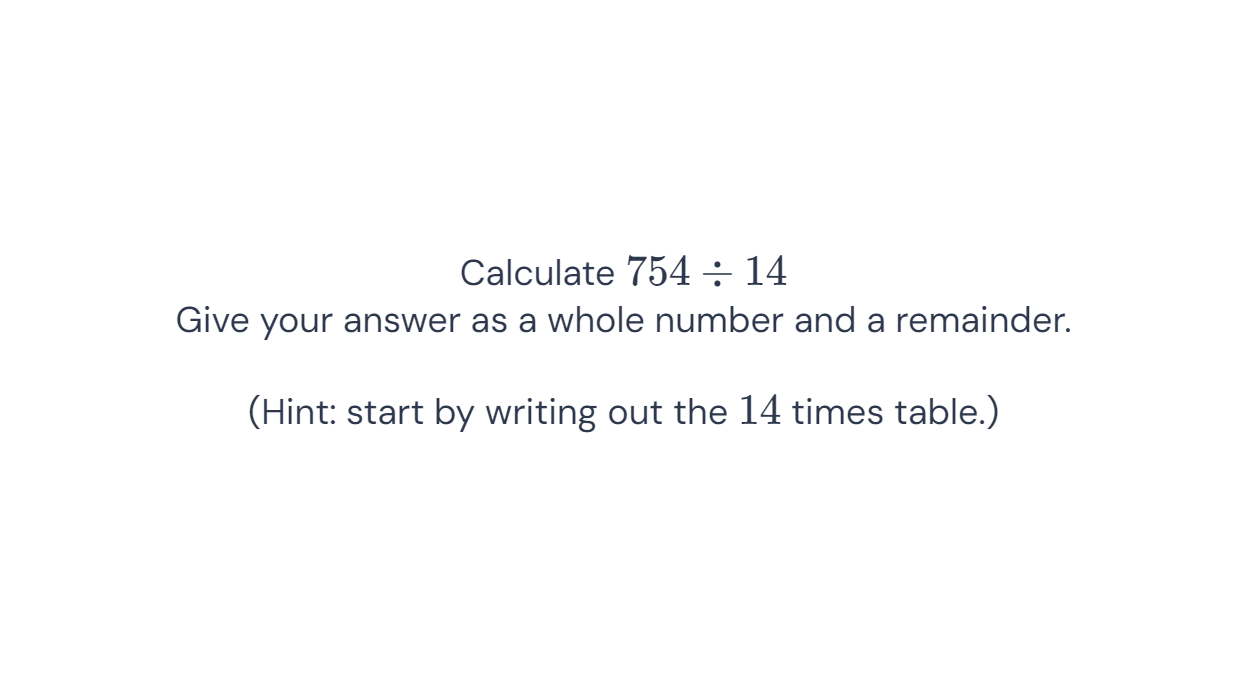 Calculate 754 ÷ 14
Give your answer as a whole number and a remainder.
(Hint: start by writing out the 14 times table.)